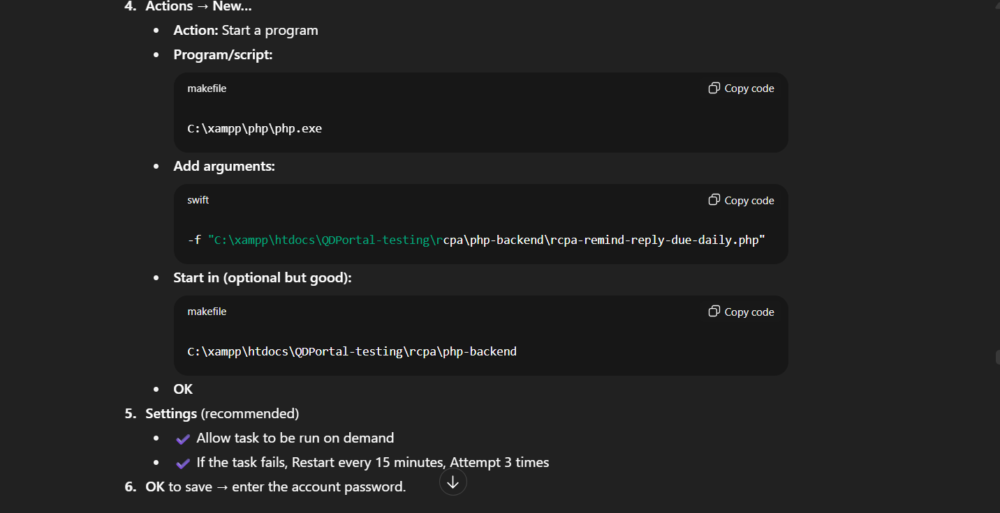 4. Actions → New...
• Action: Start a program
• Program/script:
makefile Copy code
C:\xampp\php\php.exe
• Add arguments:
swift Copy code
-f "C:\xampp\htdocs\QDPortal-testing\rcpa\php-backend\rcpa-remind-reply-due-daily.php"
• Start in (optional but good):
makefile Copy code
C:\xampp\htdocs\QDPortal-testing\rcpa\php-backend
• OK
5. Settings (recommended)
• ✔ Allow task to be run on demand
• ✔ If the task fails, Restart every 15 minutes, Attempt 3 times
6. OK to save → enter the account password.